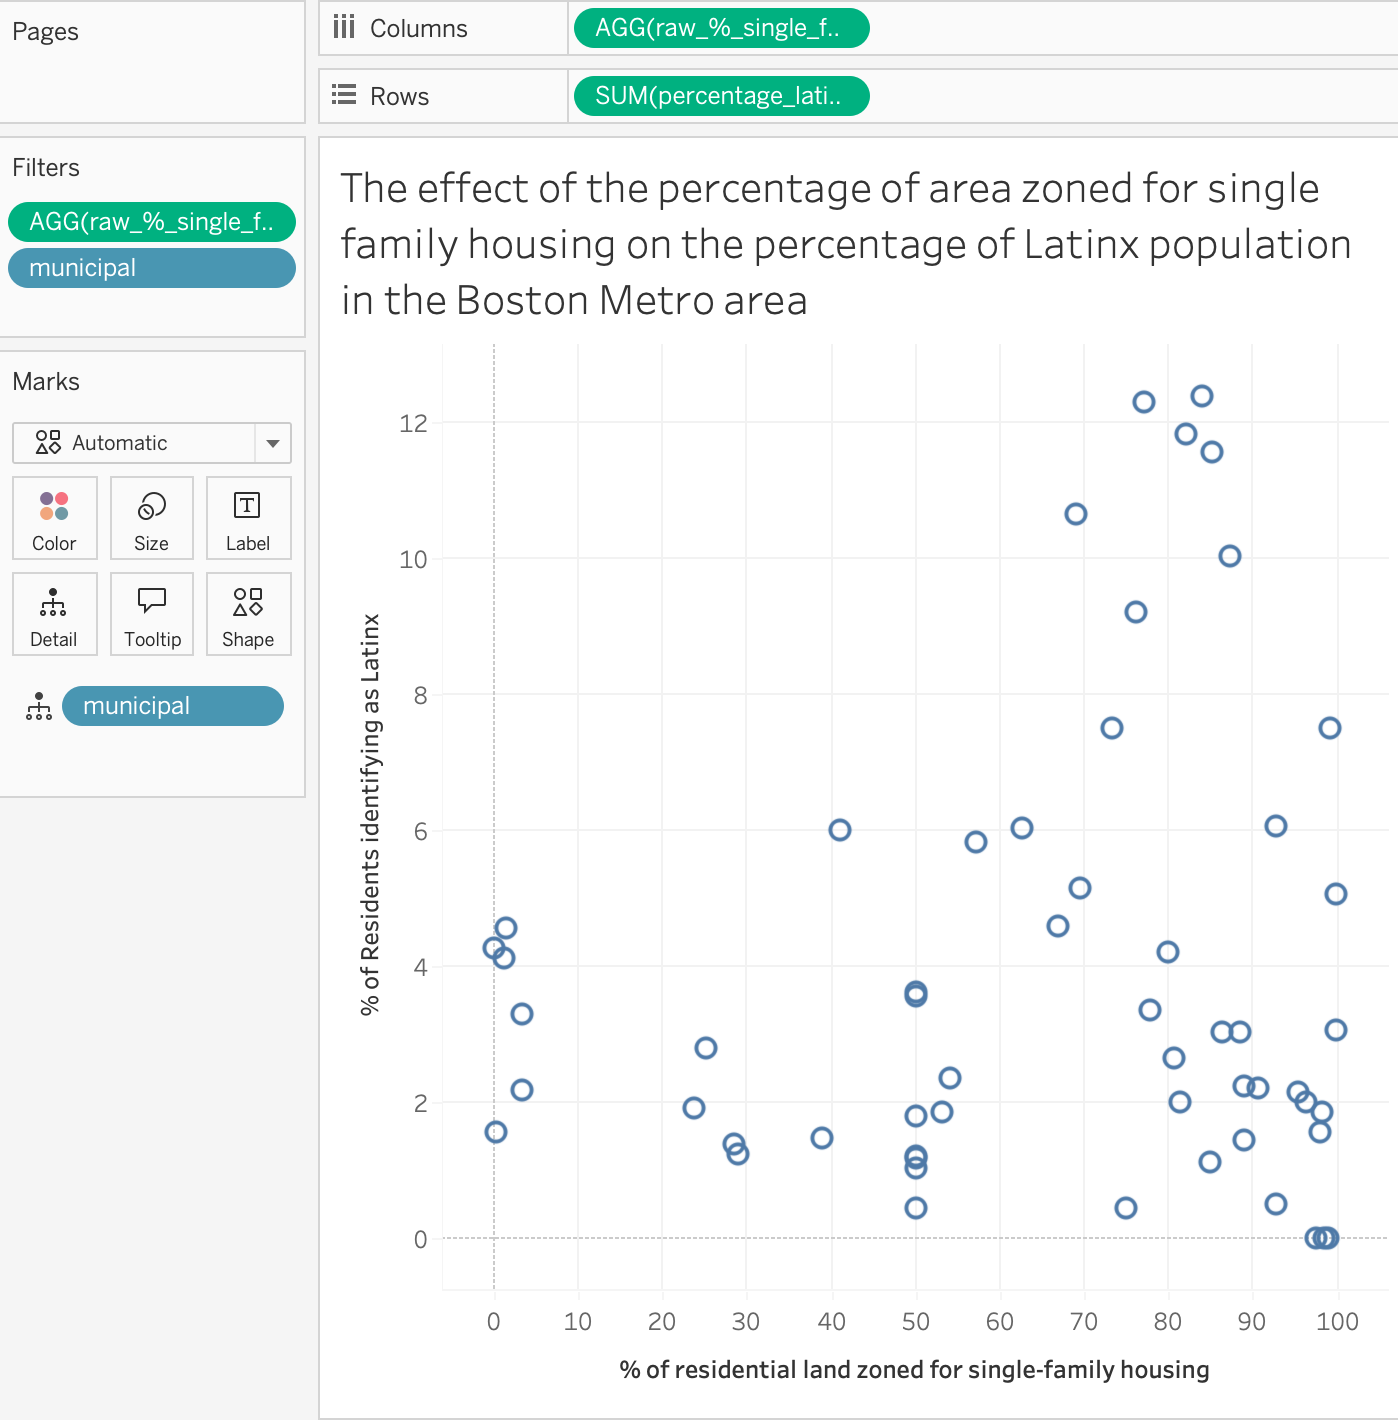 Pages
Columns
AGG(raw_%_single_f..
Rows
SUM(percentage_lati..
Filters
AGG(raw_%_single_f..
municipal
Marks
Automatic
Color
Size
Label
Detail
Tooltip
Shape
municipal
The effect of the percentage of area zoned for single
family housing on the percentage of Latinx population
in the Boston Metro area
% of Residents identifying as Latinx
12
10
8
6
4
2
0
0 10 20 30 40 50 60 70 80 90 100
% of residential land zoned for single-family housing